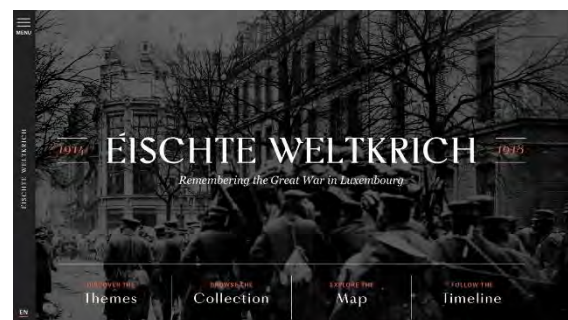 MENU
ÉISCHTE WELTKRICH
1914
ÉISCHTE WELTKRICH
Remembering the Great War in Luxembourg
DISCOVER THE
Themes
BROWSE THE
Collection
EXPLORE THE
Map
FOLLOW THE
Timeline
EN